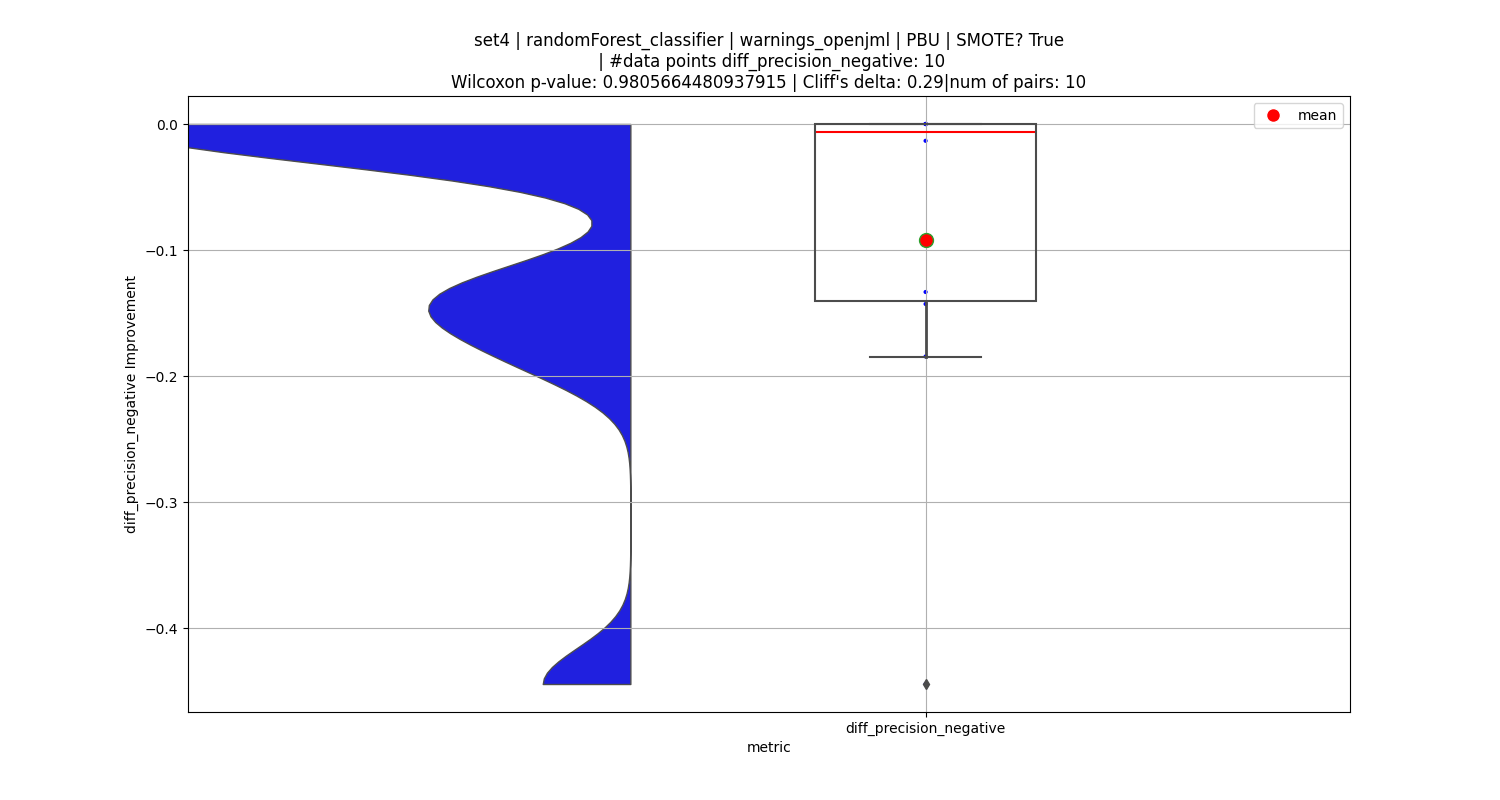 set4 | randomForest_classifier | warnings_openjml | PBU | SMOTE? True
| #data points diff_precision_negative: 10
Wilcoxon p-value: 0.9805664480937915 | Cliff's delta: 0.29|num of pairs: 10
mean
0.0
−0.1
−0.2
−0.3
−0.4
diff_precision_negative Improvement
diff_precision_negative
metric